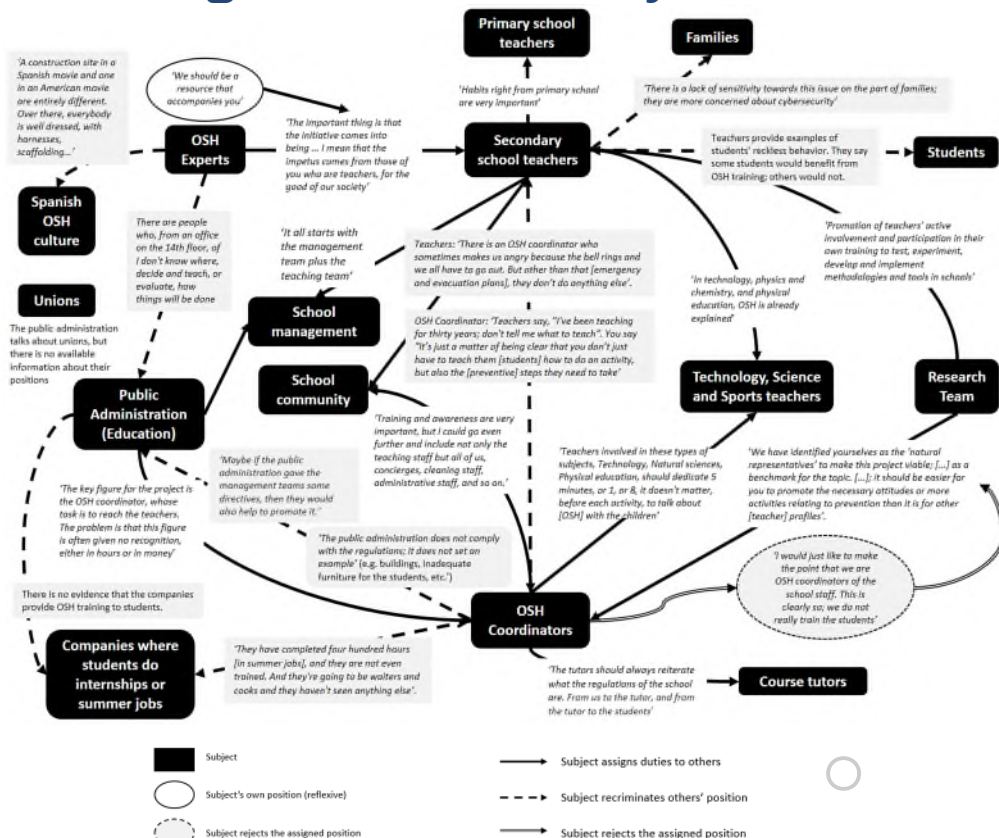 Primary school
teachers
Families
'A construction site in a
Spanish movie and one
in an American movie
are entirely different.
Over there, everybody
is well dressed, with
harnesses,
scaffolding...'
'We should be a
resource that
accompanies you'
'Habits right from primary school
are very important'
'There is a lack of sensitivity towards this issue on the part of families;
they are more concerned about cybersecurity'
OSH
Experts
'The important thing is that
the initiative comes into
being ... I mean that the
impetus comes from those of
you who are teachers, for the
good of our society'
Secondary
school teachers
Teachers provide examples of
students' reckless behavior. They say
some students would benefit from
OSH training; others would not.
Students
Spanish
OSH
culture
There are people
who, from an office
on the 14th floor, of
I don't know where,
decide and teach, or
evaluate, how
things will be done
'It all starts with
the management
team plus the
teaching team'
Teachers: 'There is an OSH coordinator who
sometimes makes us angry because the bell rings and
we all have to go out. But other than that [emergency
and evacuation plans], they don't do anything else'.
'Promotion of teachers' active
involvement and participation in their
own training to test, experiment,
develop and implement
methodologies and tools in schools'
'In technology, physics and
chemistry, and physical
education, OSH is already
explained'
Unions
The public administration
talks about unions, but
there is no available
information about their
positions
School
management
OSH Coordinator: 'Teachers say, "I've been teaching
for thirty years; don't tell me what to teach". You say
"It's just a matter of being clear that you don't just
have to teach them [students] how to do an activity,
but also the [preventive] steps they need to take'
School
community
Technology, Science
and Sports teachers
Research
Team
Public
Administration
(Education)
'Training and awareness are very
important, but I could go even
further and include not only the
teaching staff but all of us,
concierges, cleaning staff,
administrative staff, and so on.'
'Maybe if the public
administration gave the
management teams some
directives, then they would
also help to promote it.'
'Teachers involved in these types of
subjects, Technology, Natural sciences,
Physical education, should dedicate 5
minutes, or 1, or 8, it doesn't matter,
before each activity, to talk about
[OSH] with the children'
'We have identified yourselves as the 'natural
representatives' to make this project viable; [...] as a
benchmark for the topic. [...]; it should be easier for
you to promote the necessary attitudes or more
activities relating to prevention than it is for other
[teacher] profiles'.
'The key figure for the project is
the OSH coordinator, whose
task is to reach the teachers.
The problem is that this figure
is often given no recognition,
either in hours or in money'
'The public administration does not comply
with the regulations; it does not set an
example' (e.g. buildings, inadequate
furniture for the students, etc.')
'I would just like to make
the point that we are
OSH coordinators of the
school staff. This is
clearly so; we do not
really train the students'
There is no evidence that the companies
provide OSH training to students.
OSH
Coordinators
Companies where
students do
internships or
summer jobs
'They have completed four hundred hours
[in summer jobs], and they are not even
trained. And they're going to be waiters and
cooks and they haven't seen anything else'.
'The tutors should always reiterate
what the regulations of the school
are. From us to the tutor, and from
the tutor to the students'
Course tutors
Subject
Subject assigns duties to others
Subject's own position (reflexive)
Subject recriminates others' position
Subject rejects the assigned position
Subject rejects the assigned position